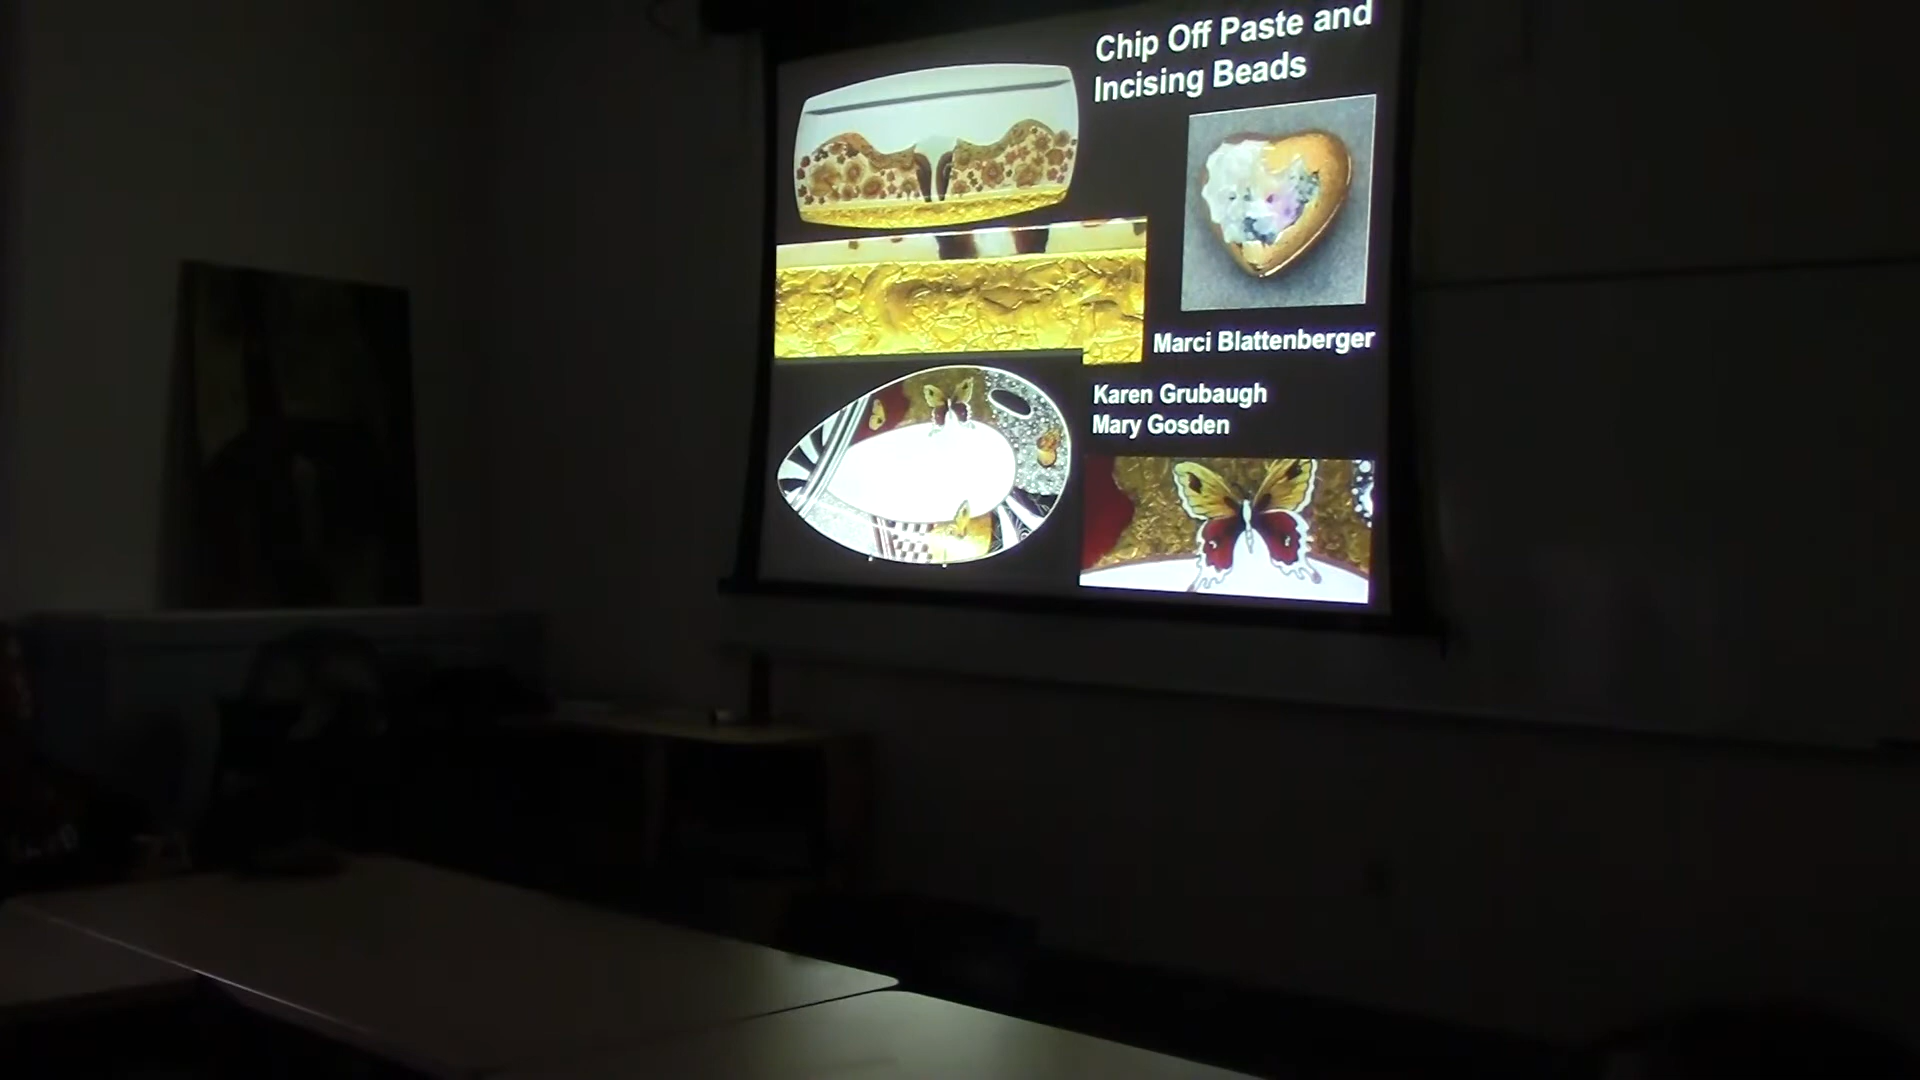 Chip Off Paste and
Incising Beads
Marci Blattenberger
Karen Grubaugh
Mary Gosden